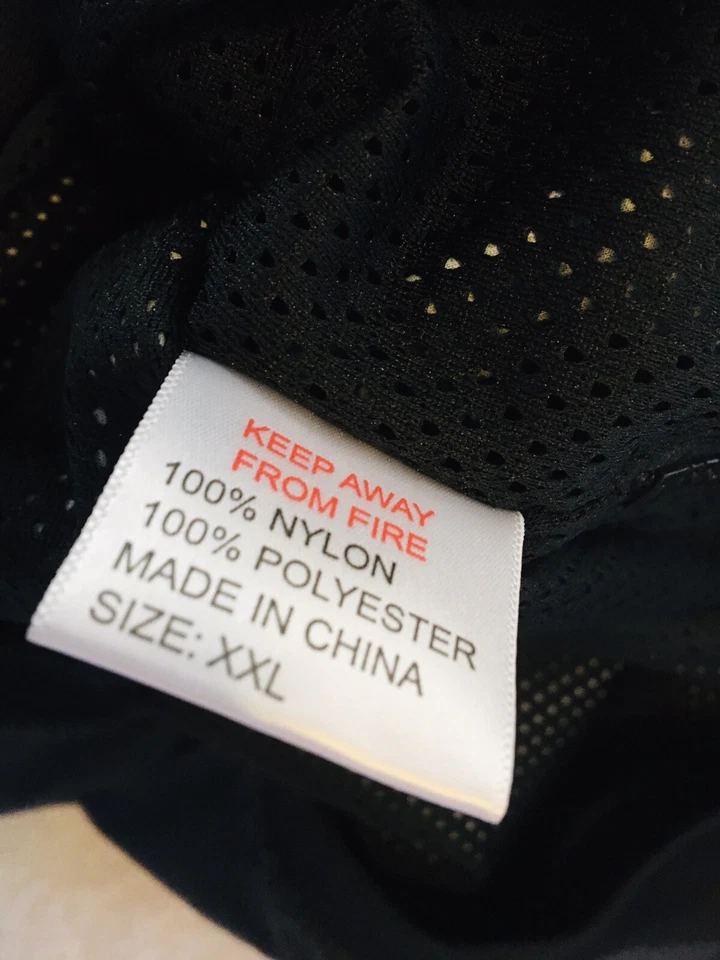 KEEP AWAY
FROM FIRE
100% NYLON
100% POLYESTER
MADE IN CHINA
SIZE: XXL